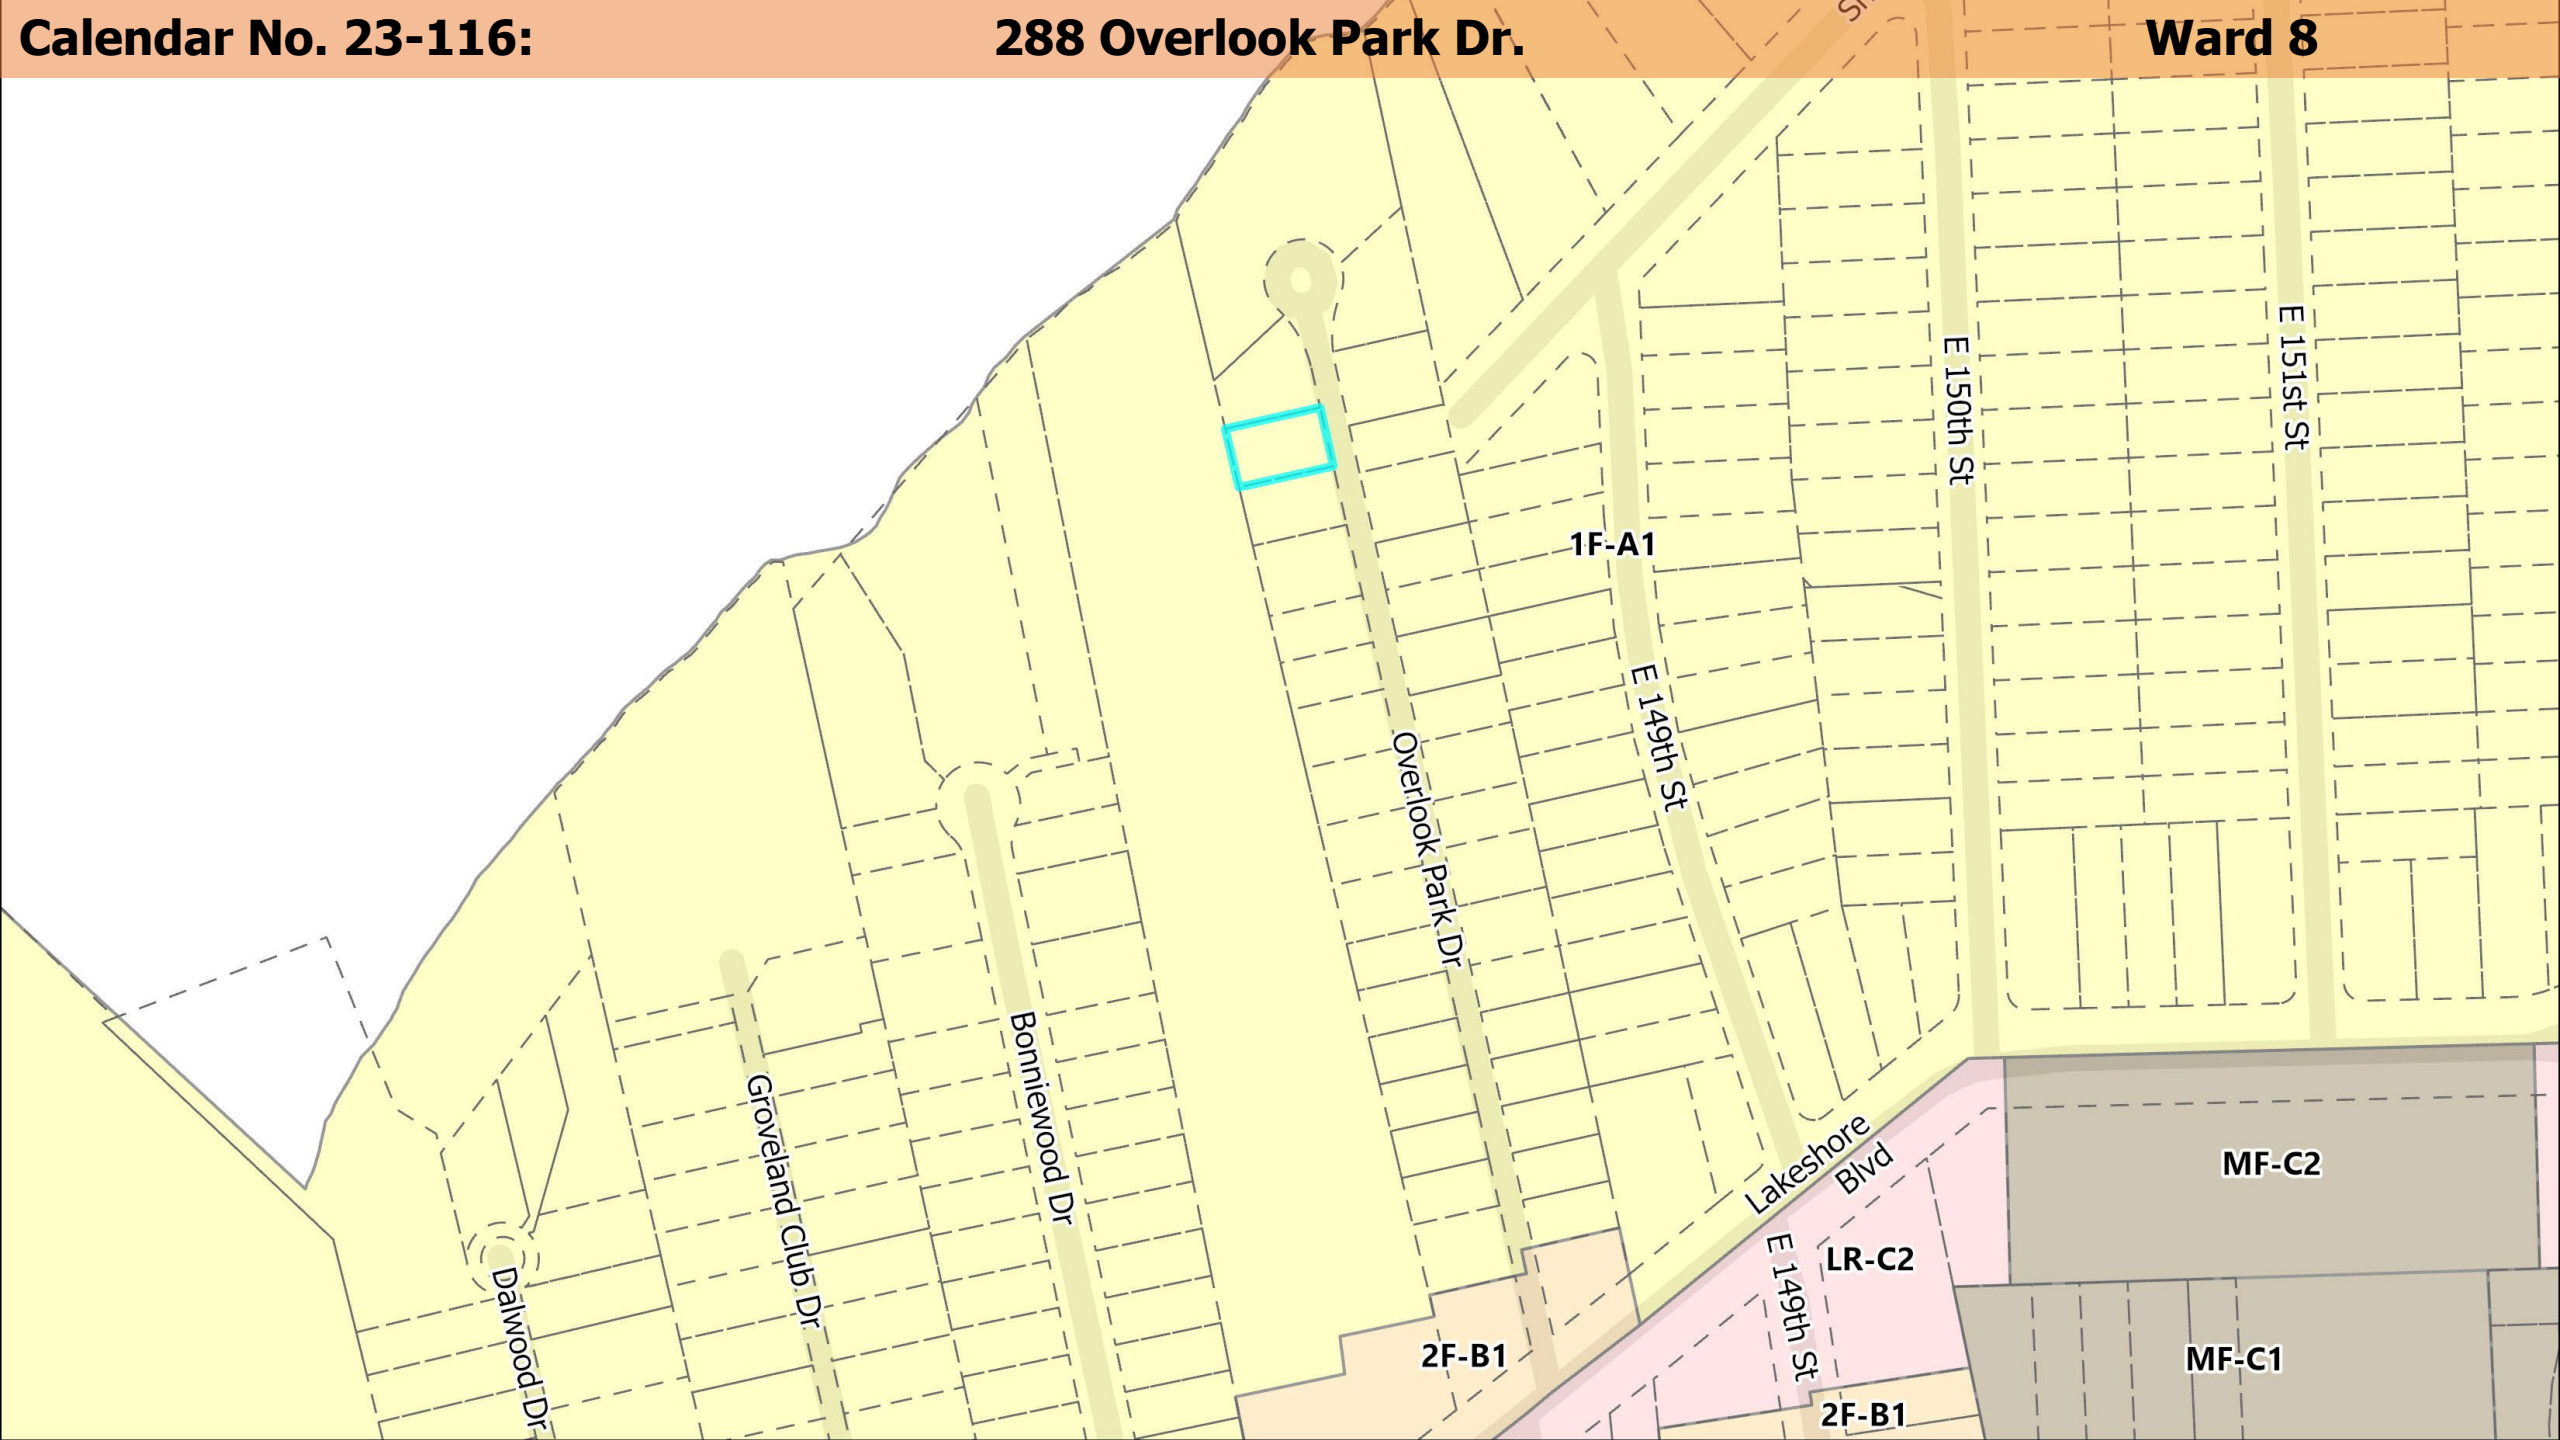 Calendar No. 23-116:
288 Overlook Park Dr.
Ward 8
E 150th St
E 151st St
1F-A1
E 149th St
Overlook Park Dr
Bonniewood Dr
Groveland Club Dr
Dalwood Dr
Lakeshore
Blvd
MF-C2
E 149th St
LR-C2
2F-B1
MF-C1
2F-B1